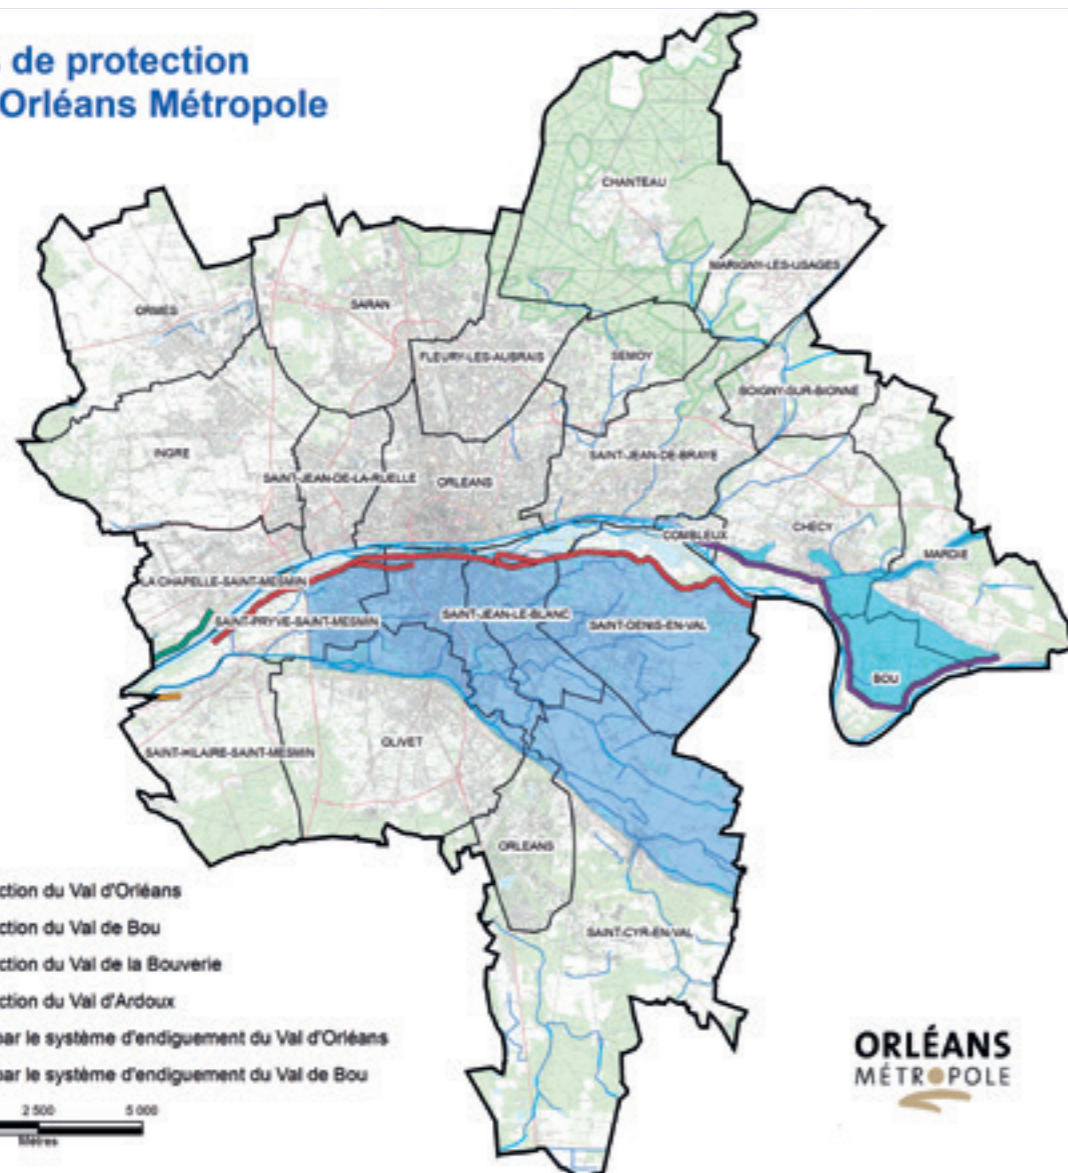 s de protection
Orléans Métropole
CHANTEAU
MARIGNY-LES-USAGES
ORMES
SARAN
FLEURY-LES-AUBRAIS
SEMOY
BOIGNY-SUR-BIONNE
INGRE
SAINT-JEAN-DE-LA-RUELLE
ORLEANS
SAINT-JEAN-DE-BRAYE
CHECY
COMBLEUX
MARDIE
LA CHAPELLE-SAINT-MESMIN
SAINT-PRYVE-SAINT-MESMIN
SAINT-JEAN-LE-BLANC
SAINT-DENIS-EN-VAL
BOU
SAINT-HILAIRE-SAINT-MESMIN
OLIVET
ORLEANS
SAINT-CYR-EN-VAL
ction du Val d'Orléans
ction du Val de Bou
ction du Val de la Bouverie
ction du Val d'Ardoux
par le système d'endiguement du Val d'Orléans
par le système d'endiguement du Val de Bou
2 500 5 000
Mètres
ORLÉANS
MÉTROPOLE